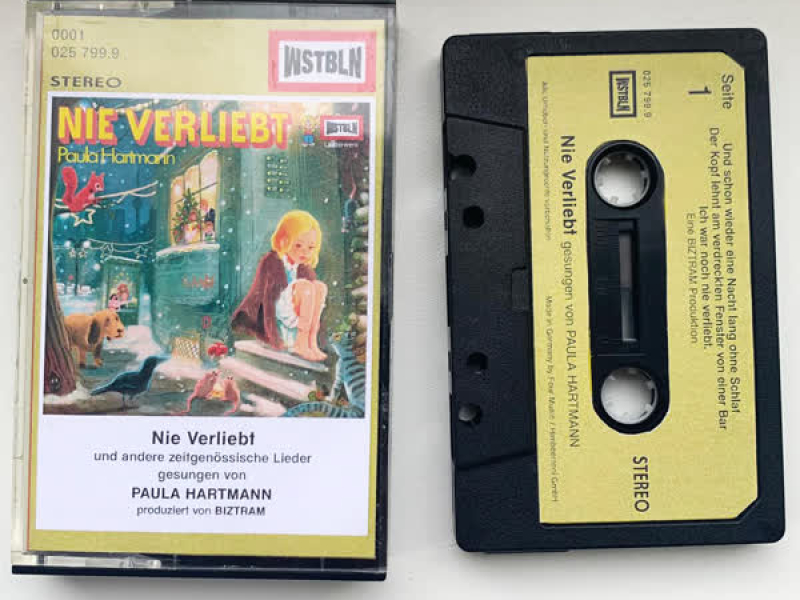 0001
025 799.9
STEREO
WSTBLN
NIE VERLIEBT
Paula Hartmann
WSTBLN
Nie Verliebt
und andere zeitgenössische Lieder
gesungen von
PAULA HARTMANN
produziert von BIZTRAM
Seite
1
025 799.9
WSTBLN
Und schon wieder eine Nacht lang ohne Schlaf
Der Kopf lehnt am verdreckten Fenster von einer Bar
Ich war noch nie verliebt.
Eine BIZTRAM Produktion
Nie Verliebt gesungen von PAULA HARTMANN
Made in Germany by Four Music /
STEREO